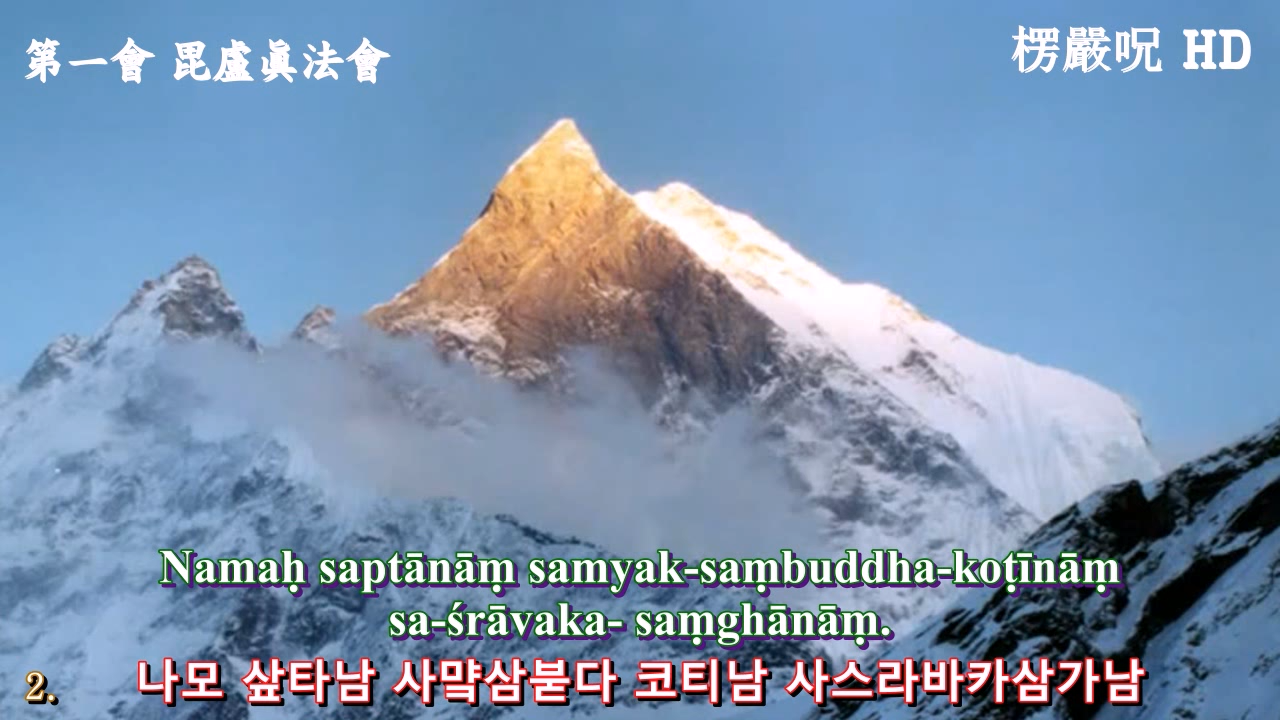 第一會 毘盧眞法會
楞嚴呪 HD
Namaḥ saptānāṃ samyak-saṃbuddha-koṭīnāṃ
sa-śrāvaka- saṃghānāṃ.
2.
나모 샆타남 사먘삼붇다 코티남 사스라바카삼가남